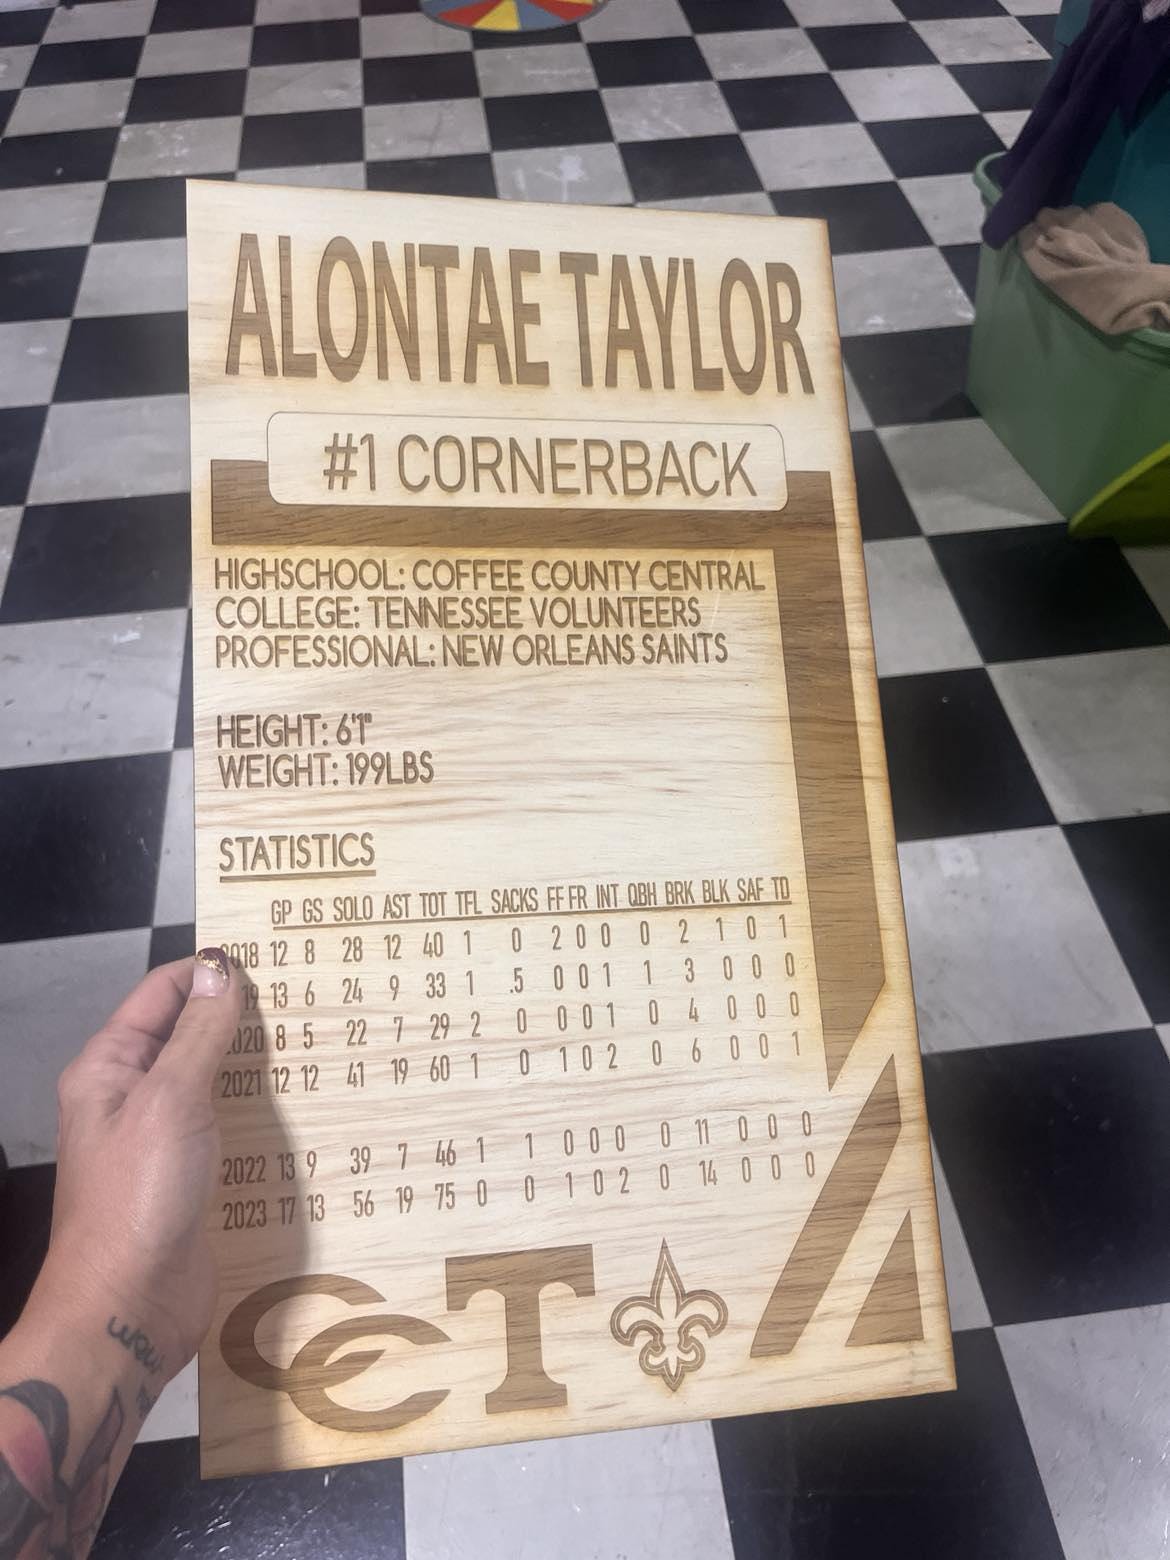 ALONTAE TAYLOR
#1 CORNERBACK
HIGHSCHOOL: COFFEE COUNTY CENTRAL
COLLEGE: TENNESSEE VOLUNTEERS
PROFESSIONAL: NEW ORLEANS SAINTS
HEIGHT: 6'1"
WEIGHT: 199LBS
STATISTICS
GP GS SOLO AST TOT TFL SACKS FF FR INT QBH BRK BLK SAF TD
2018 12 8 28 12 40 1 0 2 0 0 0 2 1 0 1
19 13 6 24 9 33 1 .5 0 0 1 1 3 0 0 0
2020 8 5 22 7 29 2 0 0 0 1 0 4 0 0 0
2021 12 12 41 19 60 1 0 1 0 2 0 6 0 0 1
2022 13 9 39 7 46 1 1 0 0 0 0 11 0 0 0
2023 17 13 56 19 75 0 0 1 0 2 0 14 0 0 0
CC T